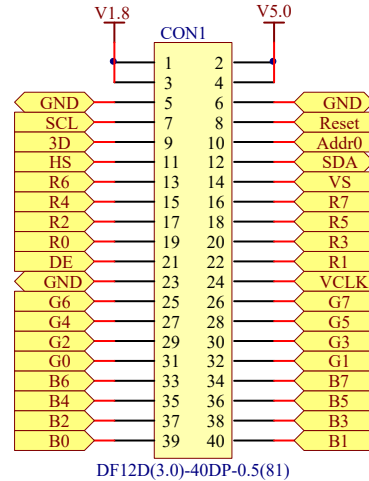 V1.8 V5.0
CON1
1 2
3 4
GND 5 6 GND
SCL 7 8 Reset
3D 9 10 Addr0
HS 11 12 SDA
R6 13 14 VS
R4 15 16 R7
R2 17 18 R5
R0 19 20 R3
DE 21 22 R1
GND 23 24 VCLK
G6 25 26 G7
G4 27 28 G5
G2 29 30 G3
G0 31 32 G1
B6 33 34 B7
B4 35 36 B5
B2 37 38 B3
B0 39 40 B1
DF12D(3.0)-40DP-0.5(81)